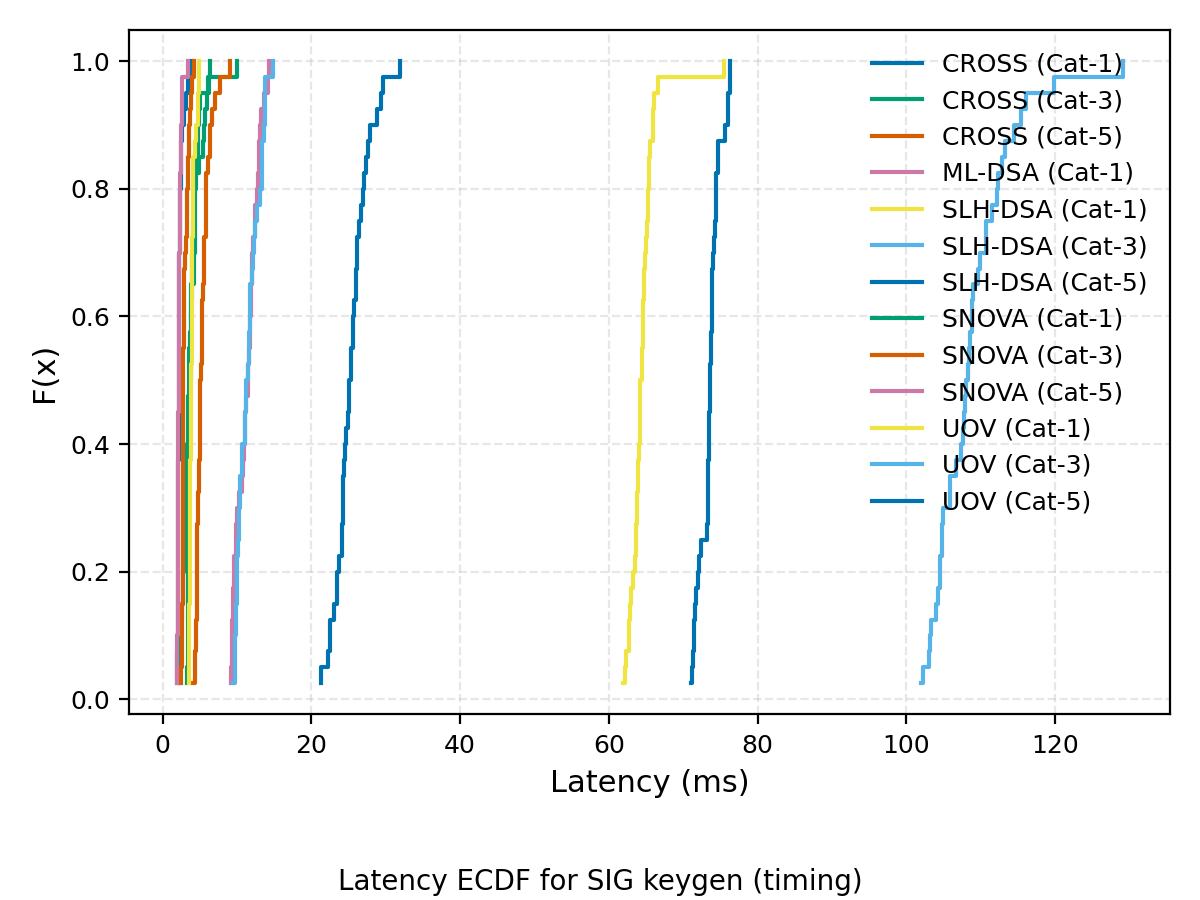 1.0
0.8
0.6
0.4
0.2
0.0
F(x)
0
20
40
60
80
100
120
Latency (ms)
CROSS (Cat-1)
CROSS (Cat-3)
CROSS (Cat-5)
ML-DSA (Cat-1)
SLH-DSA (Cat-1)
SLH-DSA (Cat-3)
SLH-DSA (Cat-5)
SNOVA (Cat-1)
SNOVA (Cat-3)
SNOVA (Cat-5)
UOV (Cat-1)
UOV (Cat-3)
UOV (Cat-5)
Latency ECDF for SIG keygen (timing)